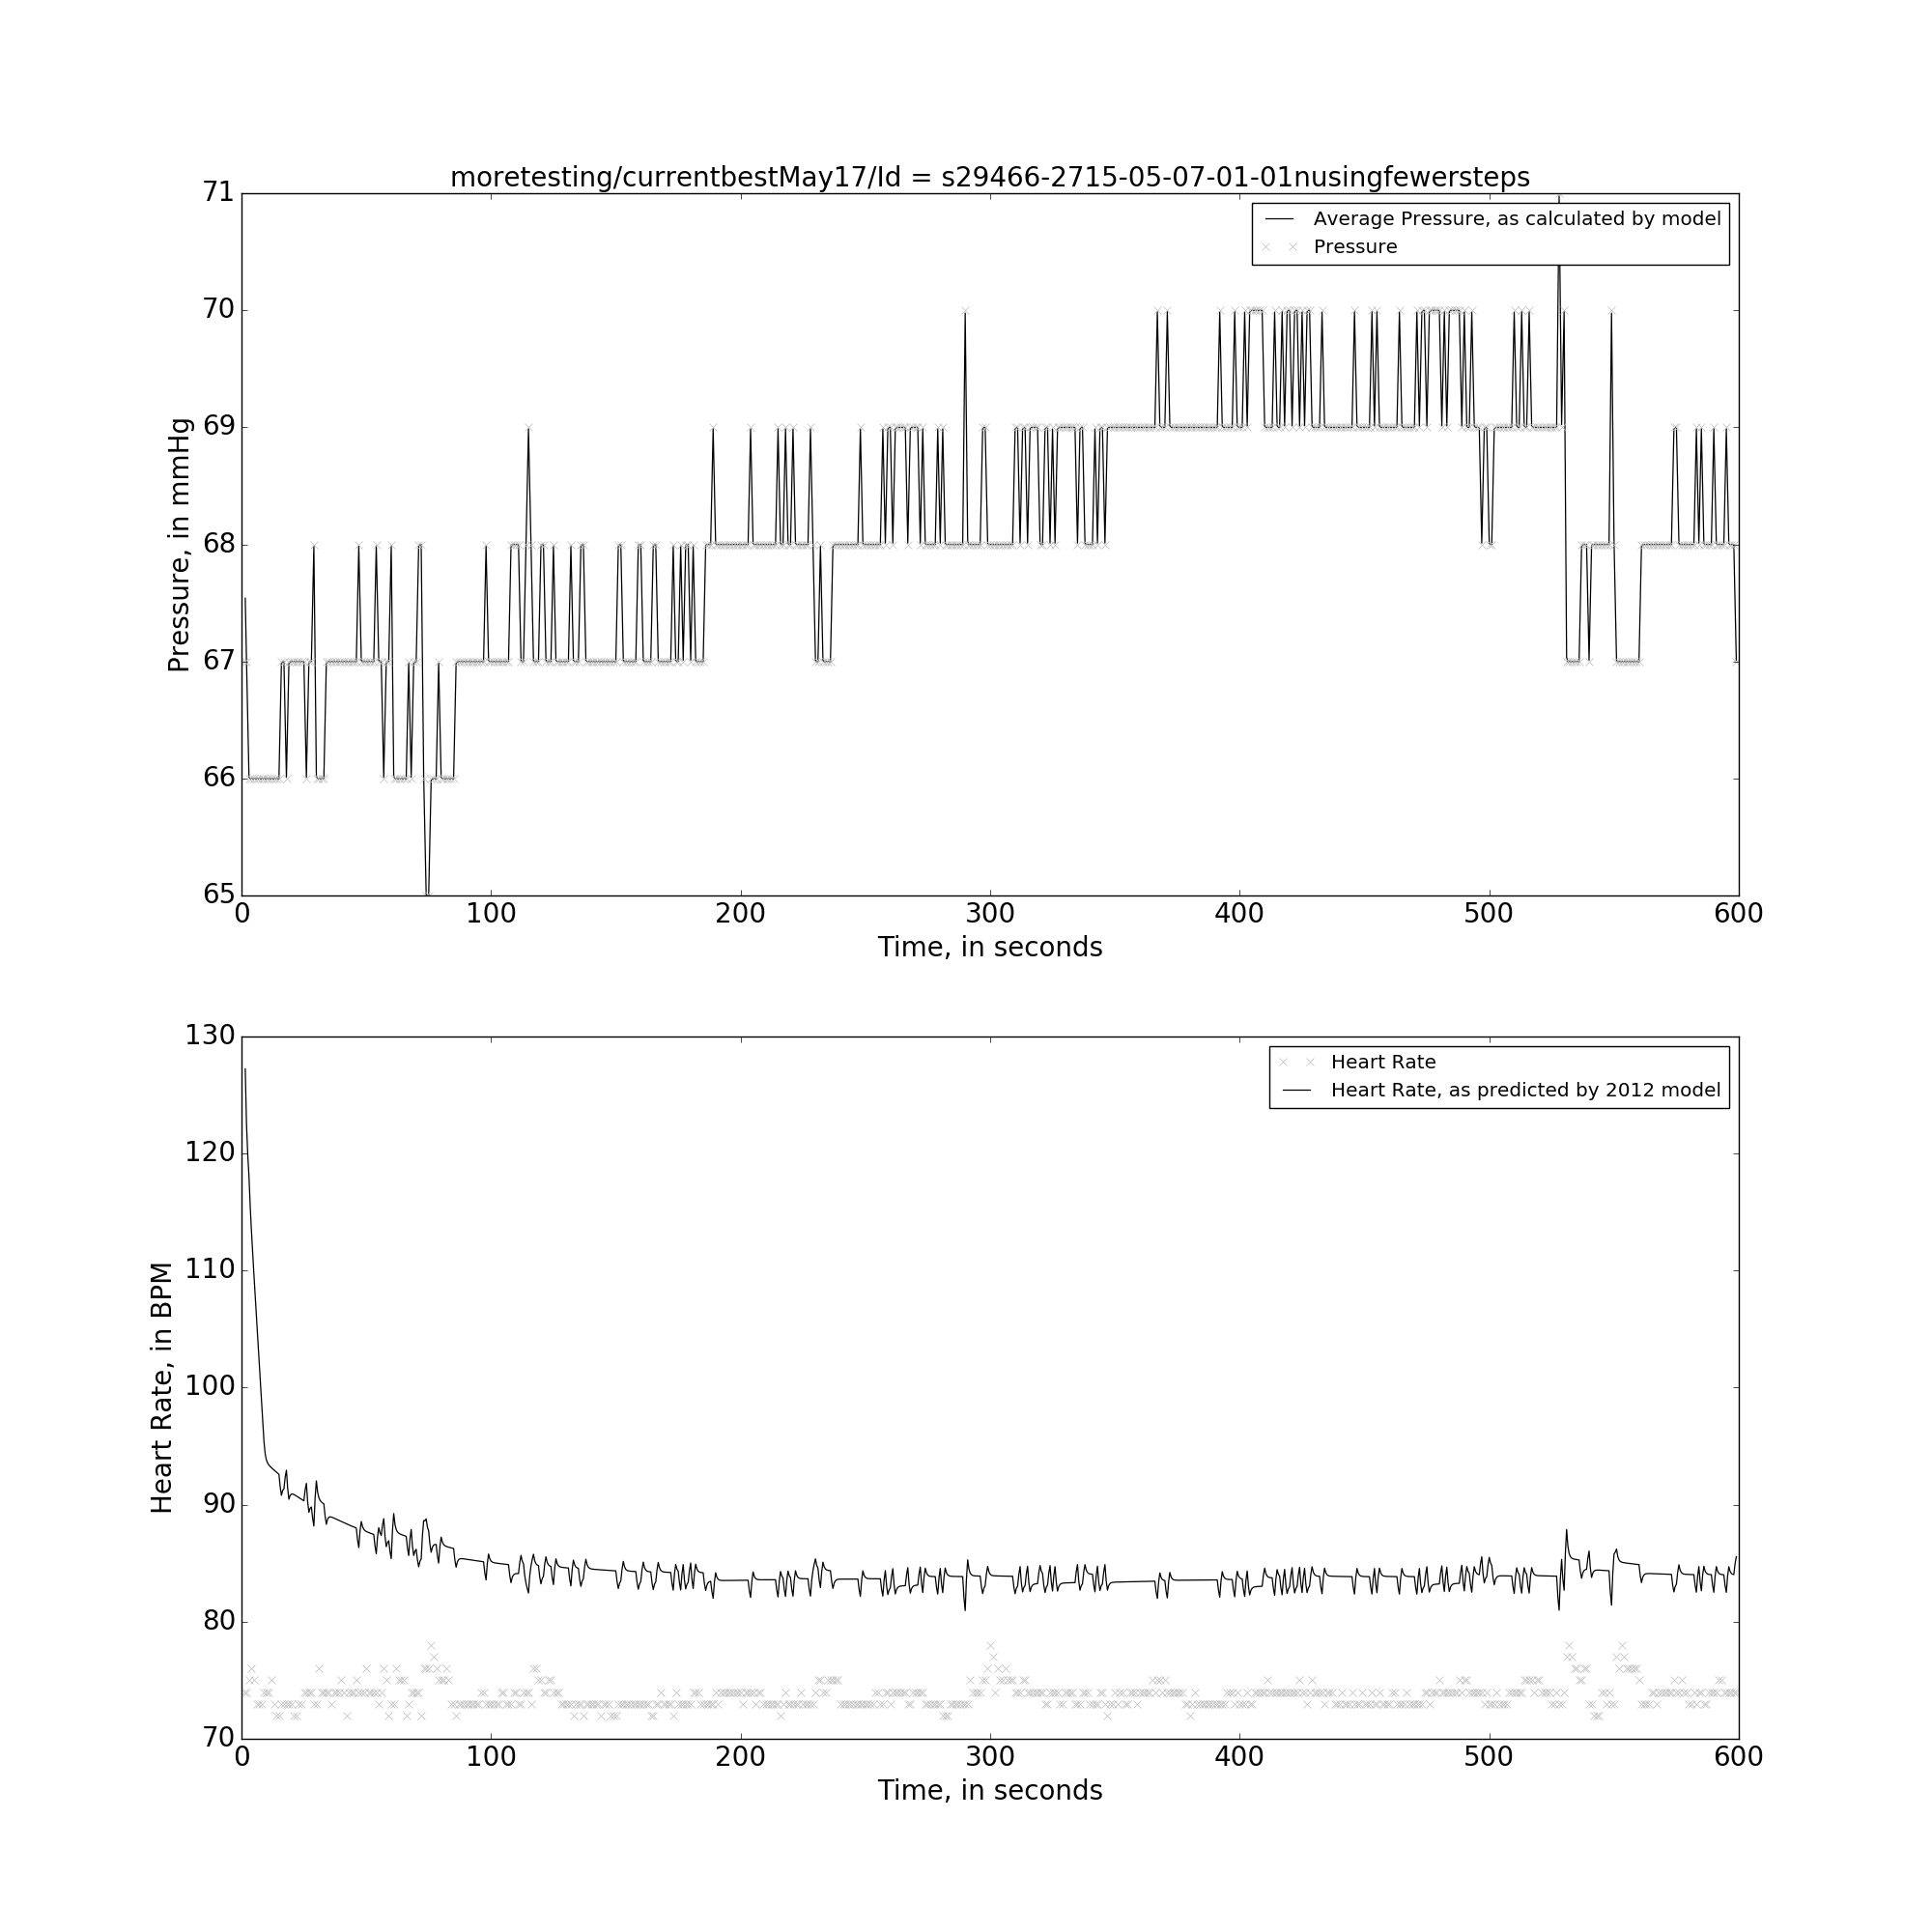 moretesting/currentbestMay17/Id = s29466-2715-05-07-01-01nusingfewersteps
71
70
69
68
67
66
65
Pressure, in mmHg
Average Pressure, as calculated by model
Pressure
0 100 200 300 400 500 600
Time, in seconds
130
120
110
100
90
80
70
Heart Rate, in BPM
Heart Rate
Heart Rate, as predicted by 2012 model
0 100 200 300 400 500 600
Time, in seconds